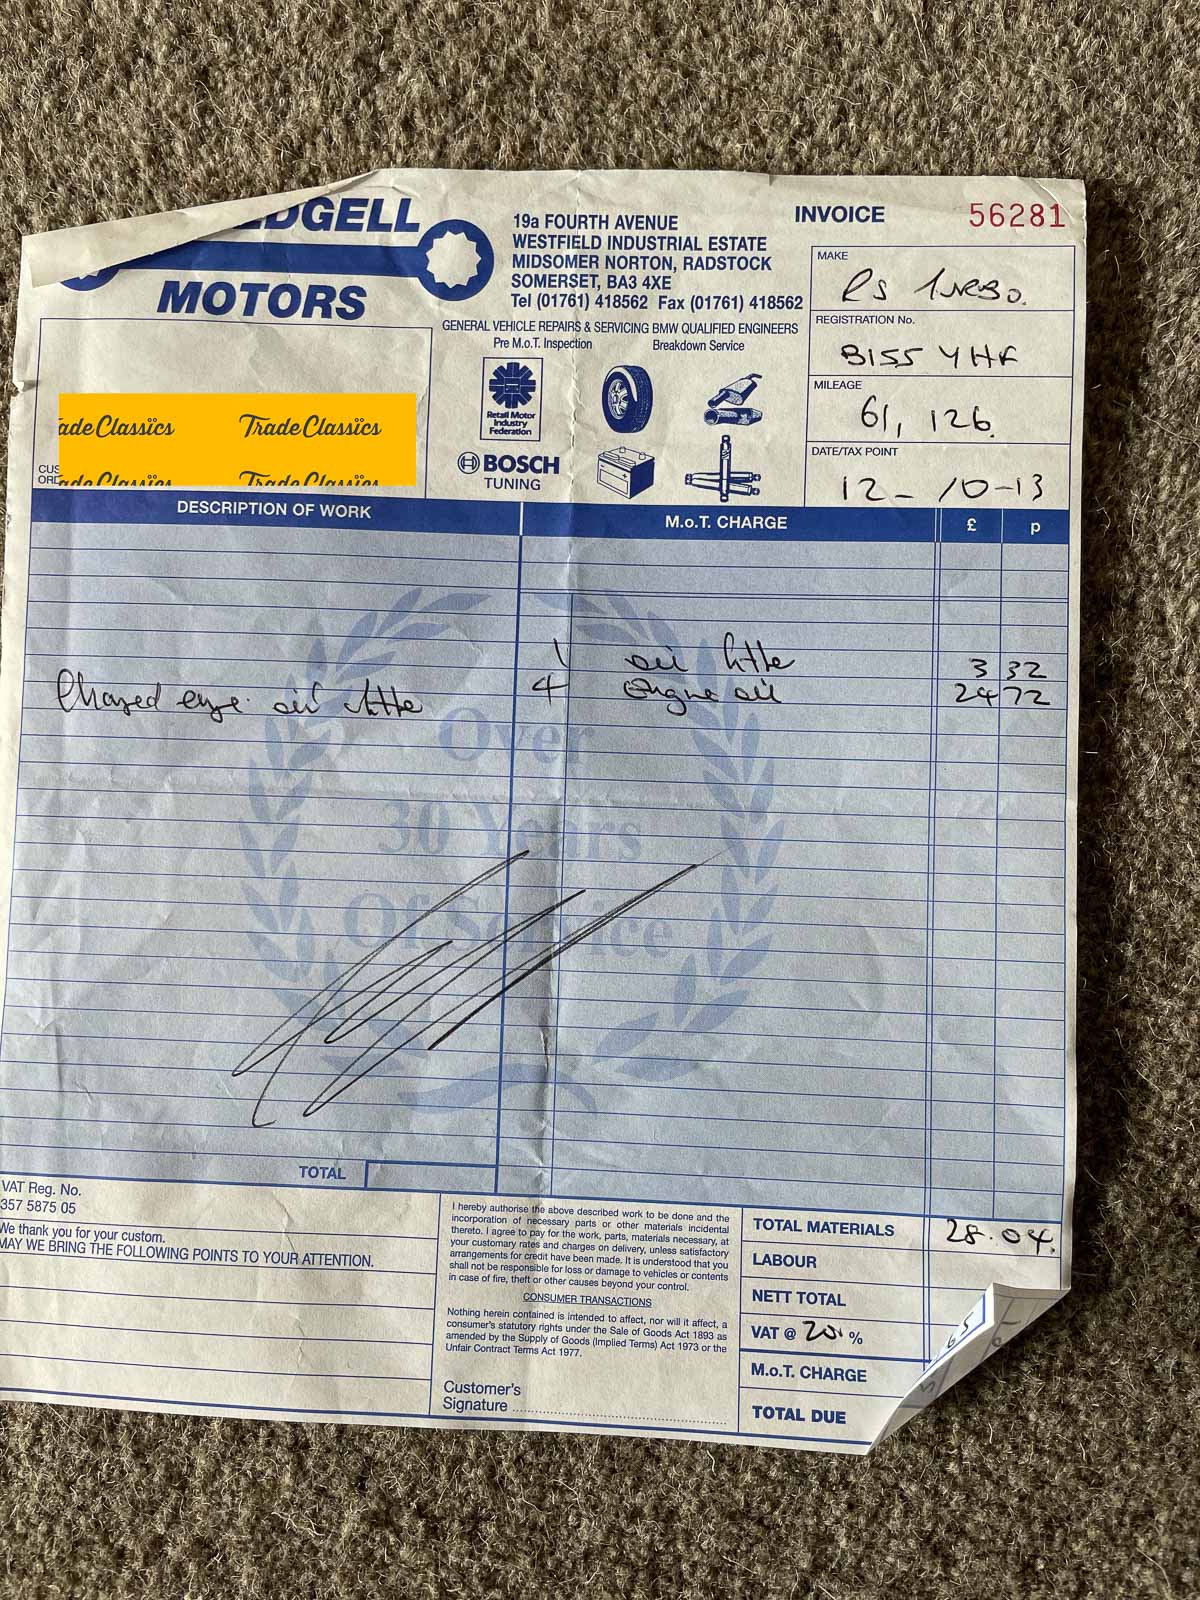 EDGELL
MOTORS
19a FOURTH AVENUE
WESTFIELD INDUSTRIAL ESTATE
MIDSOMER NORTON, RADSTOCK
SOMERSET, BA3 4XE
Tel (01761) 418562 Fax (01761) 418562
GENERAL VEHICLE REPAIRS & SERVICING BMW QUALIFIED ENGINEERS
Pre M.o.T. Inspection Breakdown Service
Retail Motor
Industry
Federation
BOSCH
TUNING
INVOICE 56281
MAKE
RS TURBO.
REGISTRATION No.
B155 YHF
MILEAGE
61, 126.
DATE/TAX POINT
12-10-13
adeClassics TradeClassics
CUS
ORD
adeClassics TradeClassics
DESCRIPTION OF WORK M.o.T. CHARGE £ p
1 oil filter 3 32
Changed engine oil filter 4 Engine oil 24 72
Over
30 Years
Of Service
TOTAL
VAT Reg. No.
357 5875 05
We thank you for your custom.
MAY WE BRING THE FOLLOWING POINTS TO YOUR ATTENTION.
I hereby authorise the above described work to be done and the
incorporation of necessary parts or other materials incidental
thereto. I agree to pay for the work, parts, materials necessary, at
your customary rates and charges on delivery, unless satisfactory
arrangements for credit have been made. It is understood that you
shall not be responsible for loss or damage to vehicles or contents
in case of fire, theft or other causes beyond your control.
CONSUMER TRANSACTIONS
Nothing herein contained is intended to affect, nor will it affect, a
consumer's statutory rights under the Sale of Goods Act 1893 as
amended by the Supply of Goods (Implied Terms) Act 1973 or the
Unfair Contract Terms Act 1977.
Customer's
Signature
TOTAL MATERIALS 28.04.
LABOUR
NETT TOTAL
VAT @ 20 %
M.o.T. CHARGE
TOTAL DUE